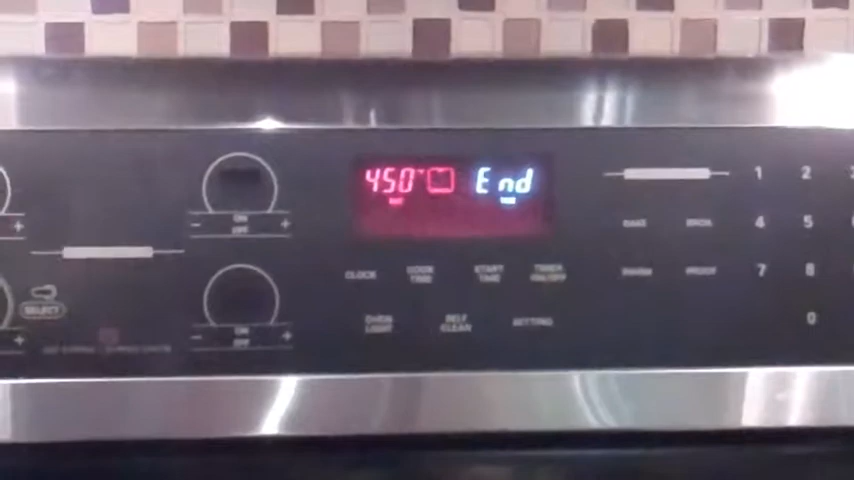 450° End
1 2 3
ON
- OFF +
BAKE BROIL
4 5
+
CLOCK COOK TIME START TIME TIMER ON/OFF
WARM PROOF
7 8
SELECT
ON
- OFF +
+
OVEN LIGHT SELF CLEAN SETTING
0